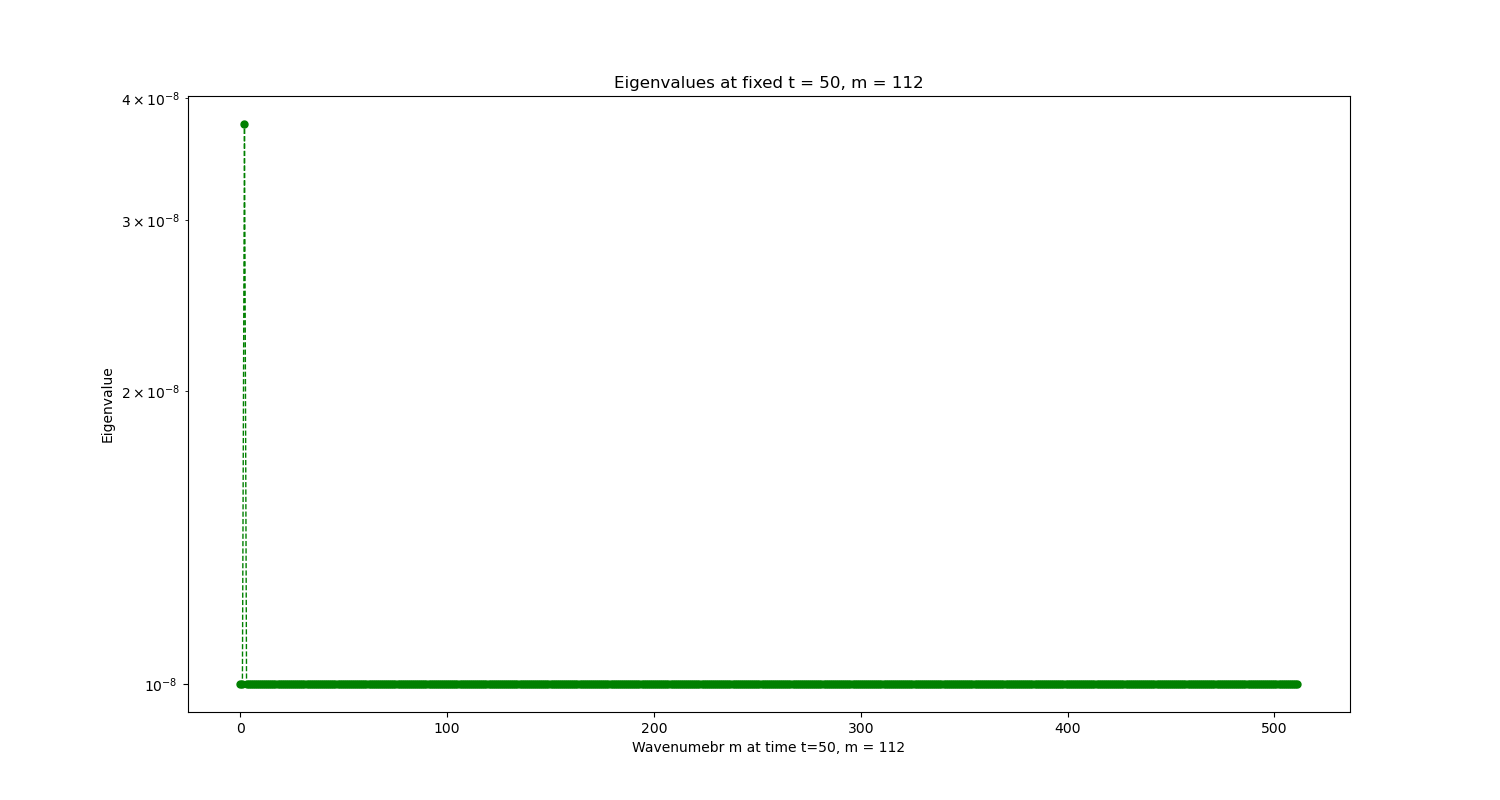 Eigenvalues at fixed t = 50, m = 112
4 × 10⁻⁸
3 × 10⁻⁸
2 × 10⁻⁸
10⁻⁸
Eigenvalue
0 100 200 300 400 500
Wavenumebr m at time t=50, m = 112